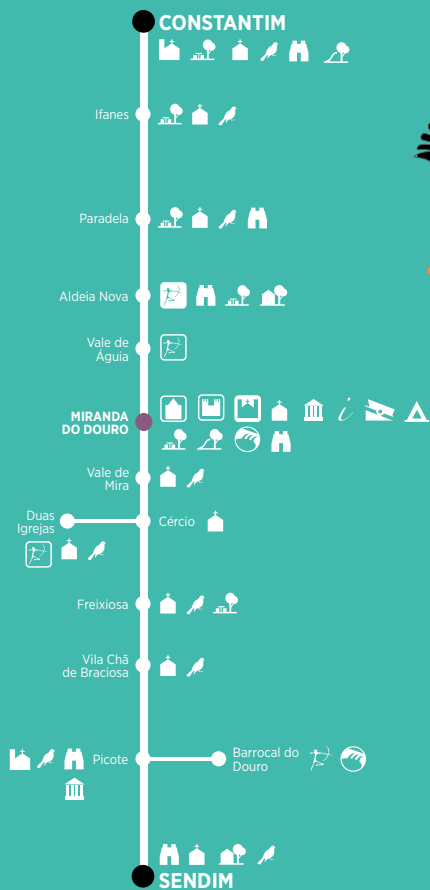 CONSTANTIM
Ifanes
Paradela
Aldeia Nova
Vale de
Águia
MIRANDA
DO DOURO
i
Vale de
Mira
Duas
Igrejas
Cércio
Freixiosa
Vila Chã
de Braciosa
Picote
Barrocal do
Douro
SENDIM